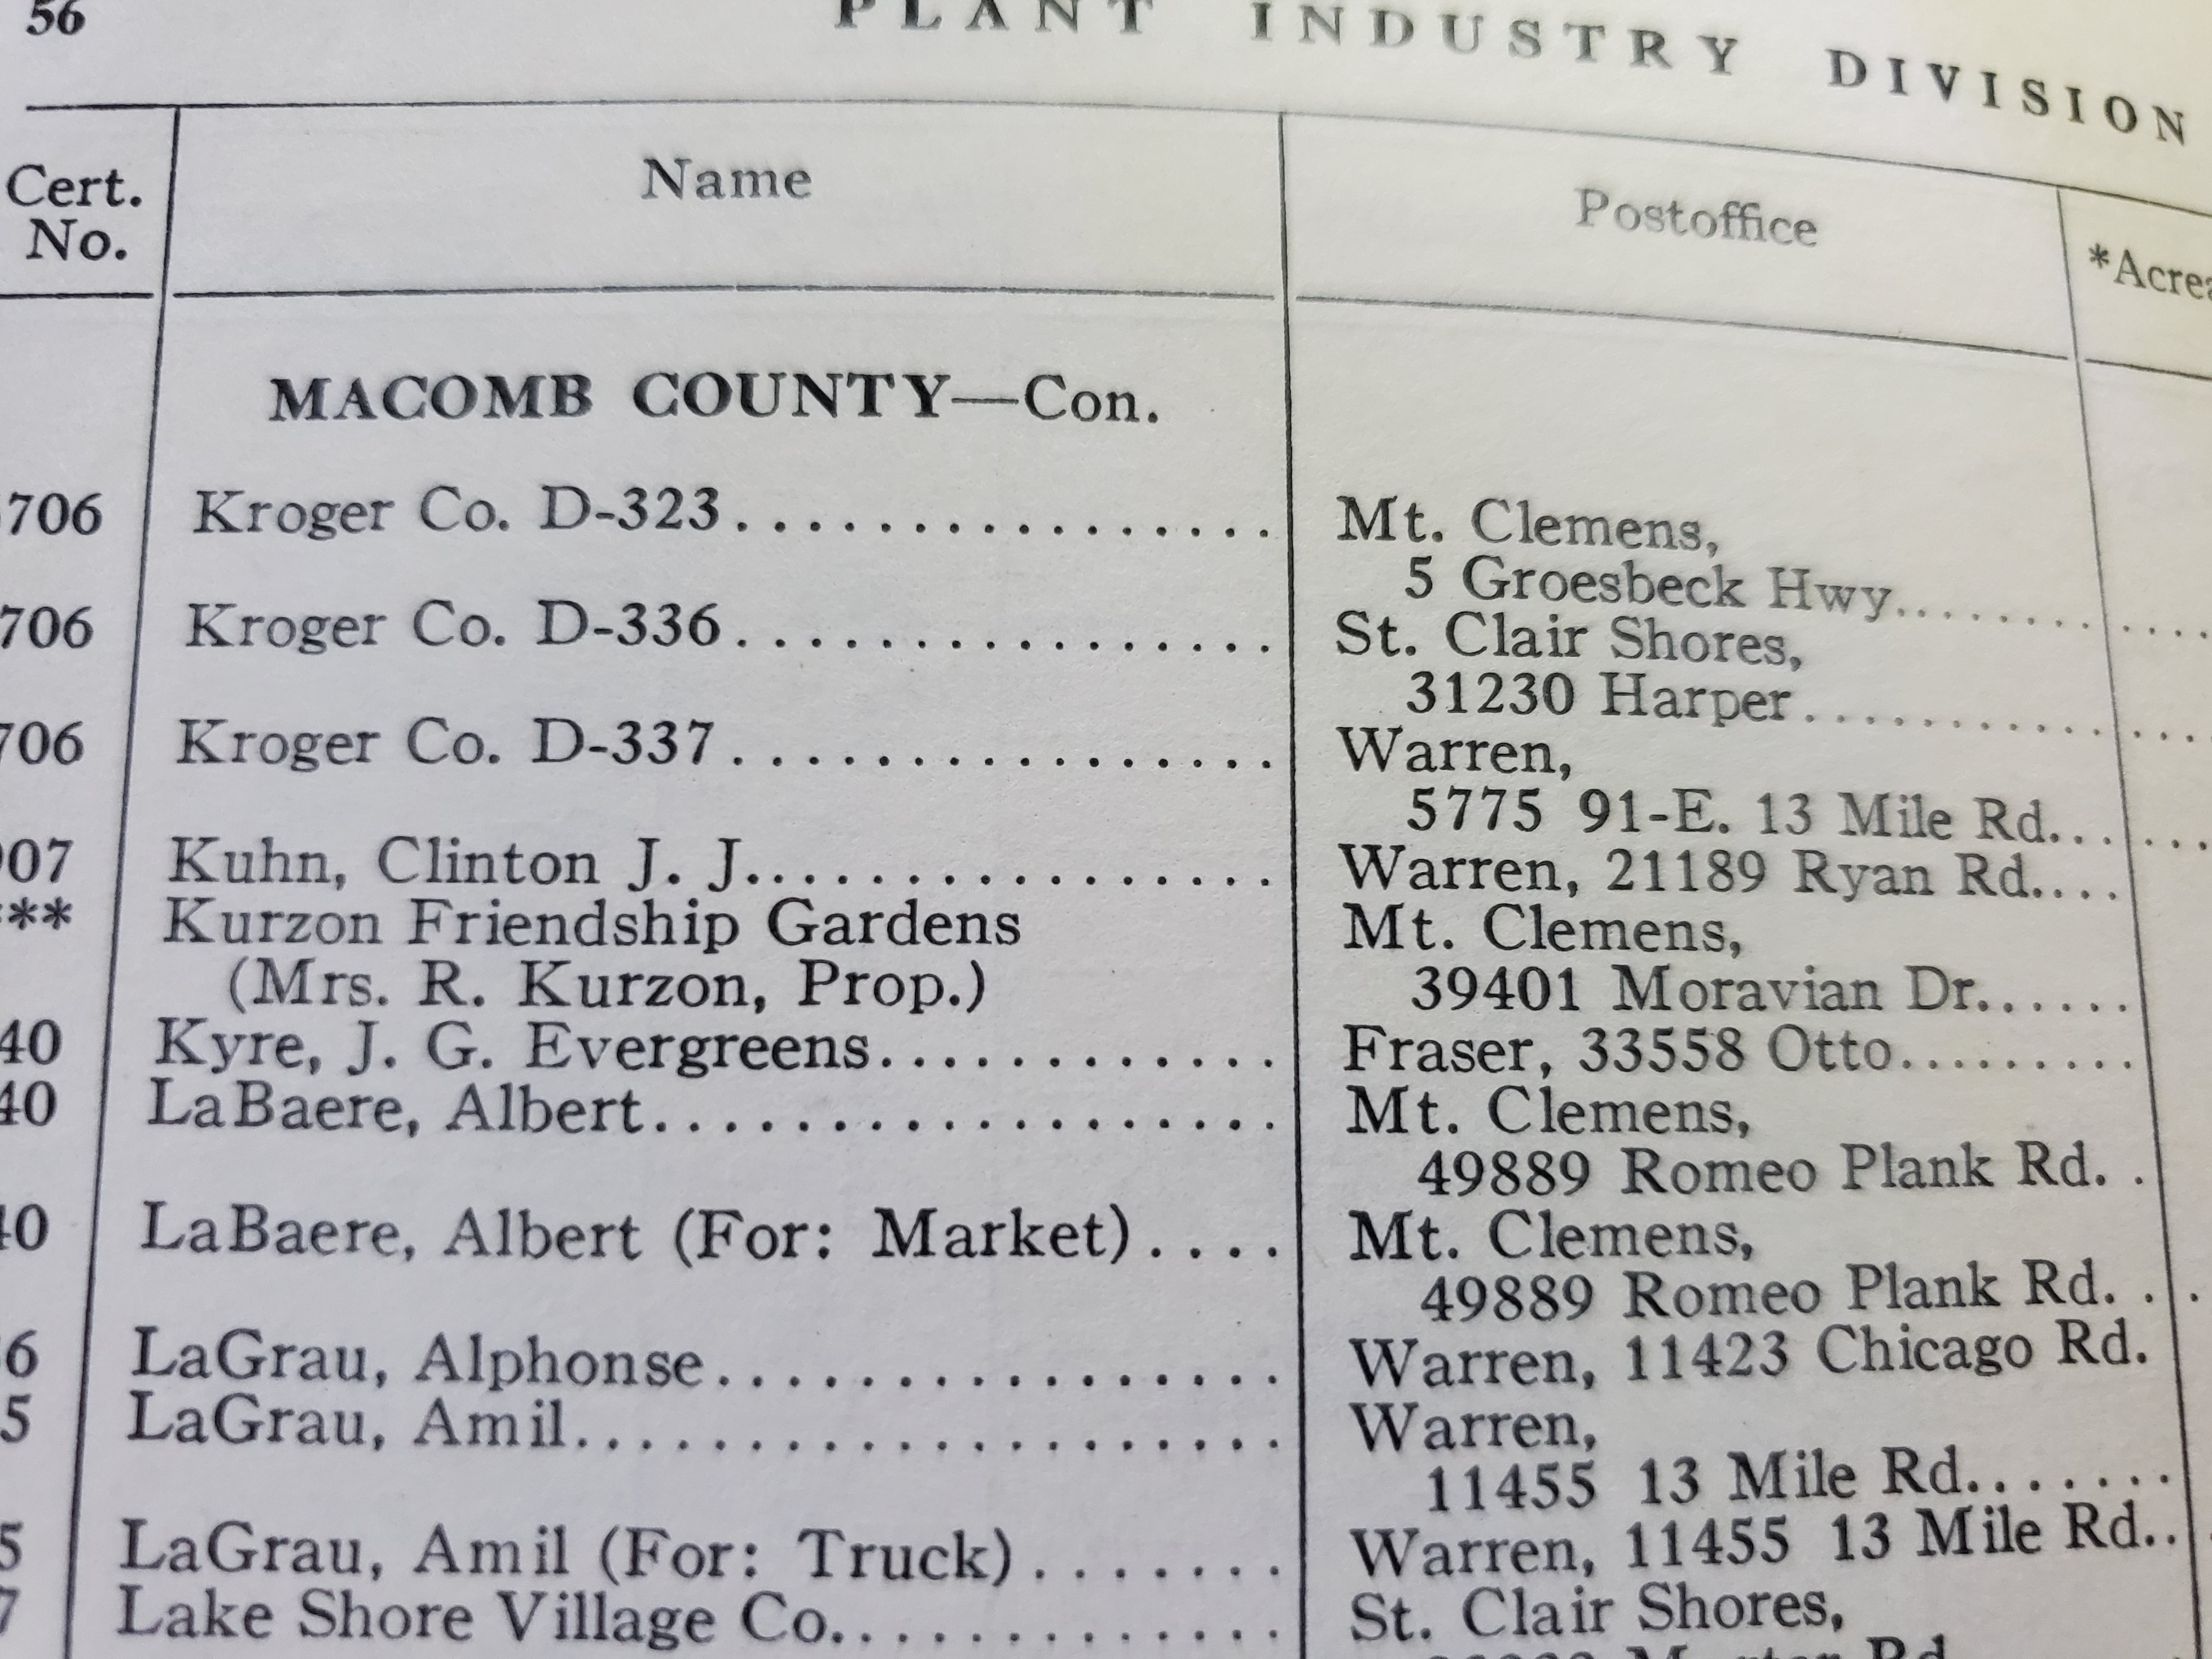 56 PLANT INDUSTRY DIVISION
Cert. No. Name Postoffice
MACOMB COUNTY—Con.
706 Kroger Co. D-323................. Mt. Clemens,
5 Groesbeck Hwy..........
706 Kroger Co. D-336................. St. Clair Shores,
31230 Harper..............
706 Kroger Co. D-337................. Warren,
5775 91-E. 13 Mile Rd......
07 Kuhn, Clinton J. J................. Warren, 21189 Ryan Rd....
** Kurzon Friendship Gardens Mt. Clemens,
(Mrs. R. Kurzon, Prop.) 39401 Moravian Dr......
40 Kyre, J. G. Evergreens............. Fraser, 33558 Otto.........
40 LaBaere, Albert................... Mt. Clemens,
49889 Romeo Plank Rd. .
40 LaBaere, Albert (For: Market).... Mt. Clemens,
49889 Romeo Plank Rd. . .
6 LaGrau, Alphonse................. Warren, 11423 Chicago Rd.
5 LaGrau, Amil..................... Warren,
11455 13 Mile Rd.......
5 LaGrau, Amil (For: Truck)........ Warren, 11455 13 Mile Rd..
7 Lake Shore Village Co.............. St. Clair Shores,
Rd